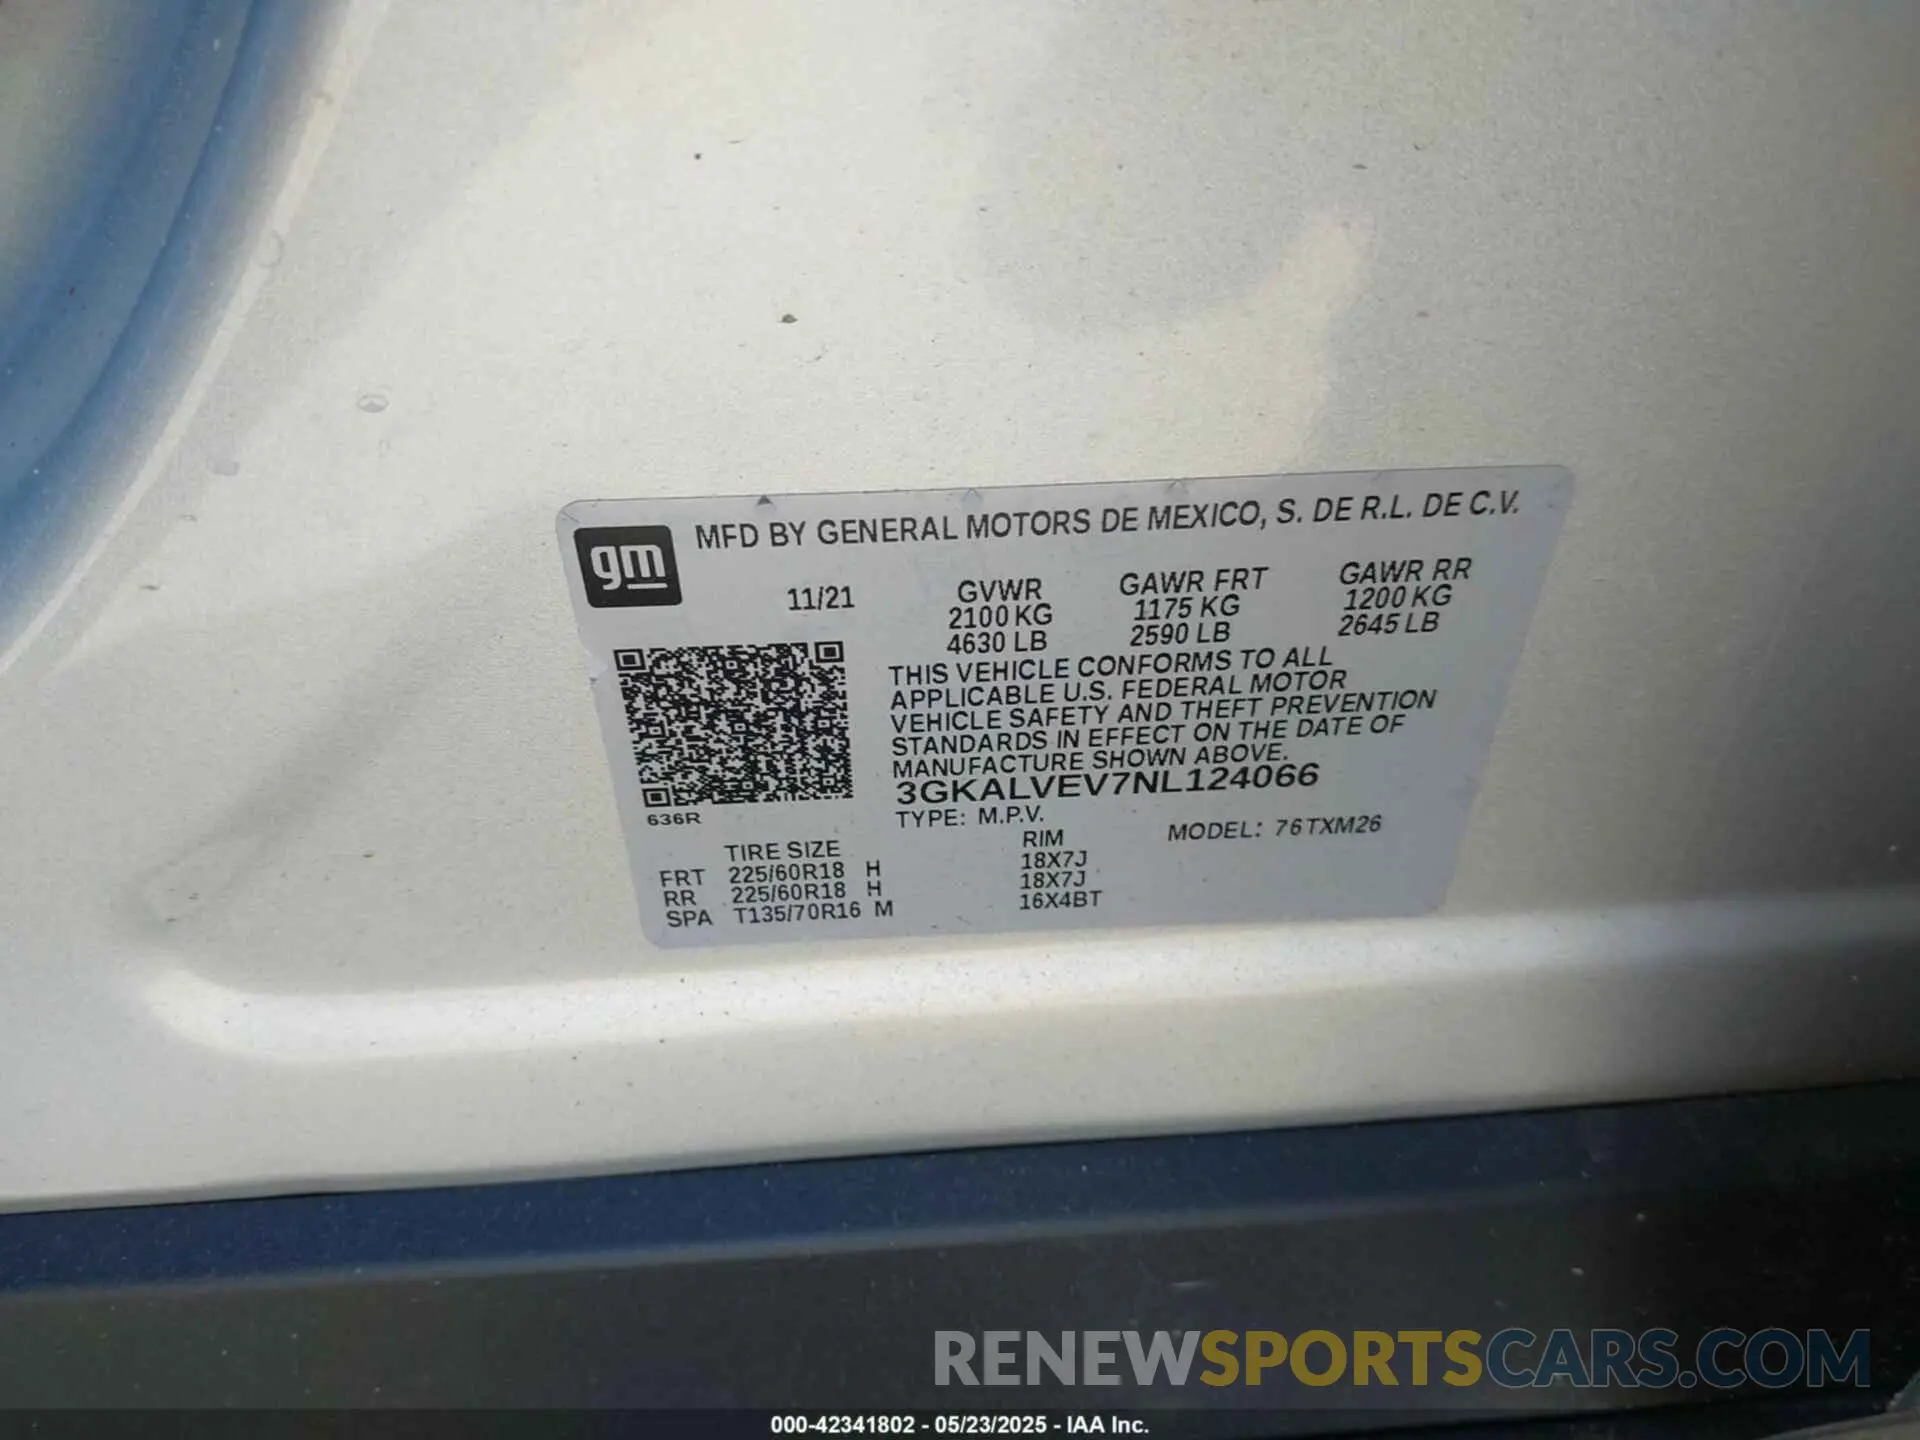 gm
MFD BY GENERAL MOTORS DE MEXICO, S. DE R.L. DE C.V.
11/21 GVWR GAWR FRT GAWR RR
2100 KG 1175 KG 1200 KG
4630 LB 2590 LB 2645 LB
THIS VEHICLE CONFORMS TO ALL
APPLICABLE U.S. FEDERAL MOTOR
VEHICLE SAFETY AND THEFT PREVENTION
STANDARDS IN EFFECT ON THE DATE OF
MANUFACTURE SHOWN ABOVE.
3GKALVEV7NL124066
636R
TYPE: M.P.V. MODEL: 76TXM26
TIRE SIZE RIM
FRT 225/60R18 H 18X7J
RR 225/60R18 H 18X7J
SPA T135/70R16 M 16X4BT
RENEWSPORTSCARS.COM
000-42341802 - 05/23/2025 - IAA Inc.